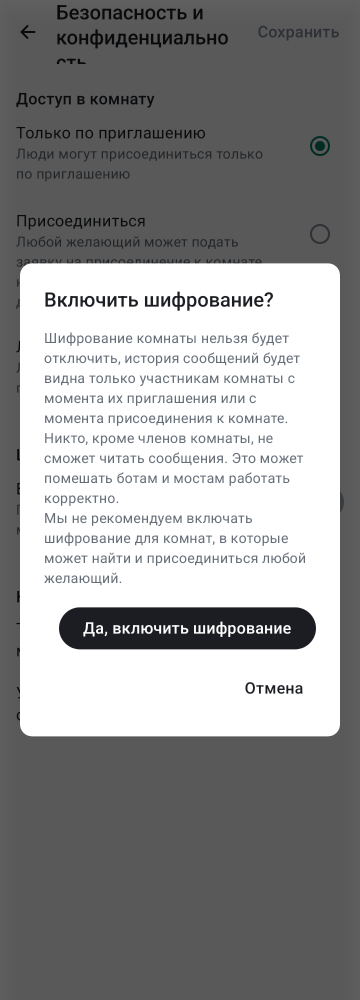 Безопасность и
конфиденциально
сть
Сохранить
Доступ в комнату
Только по приглашению
Люди могут присоединиться только
по приглашению
Присоединиться
Любой желающий может подать
заявку на присоединение к комнате,
Включить шифрование?
Шифрование комнаты нельзя будет
отключить, история сообщений будет
видна только участникам комнаты с
момента их приглашения или с
момента присоединения к комнате.
Никто, кроме членов комнаты, не
сможет читать сообщения. Это может
помешать ботам и мостам работать
корректно.
Мы не рекомендуем включать
шифрование для комнат, в которые
может найти и присоединиться любой
желающий.
Да, включить шифрование
Отмена